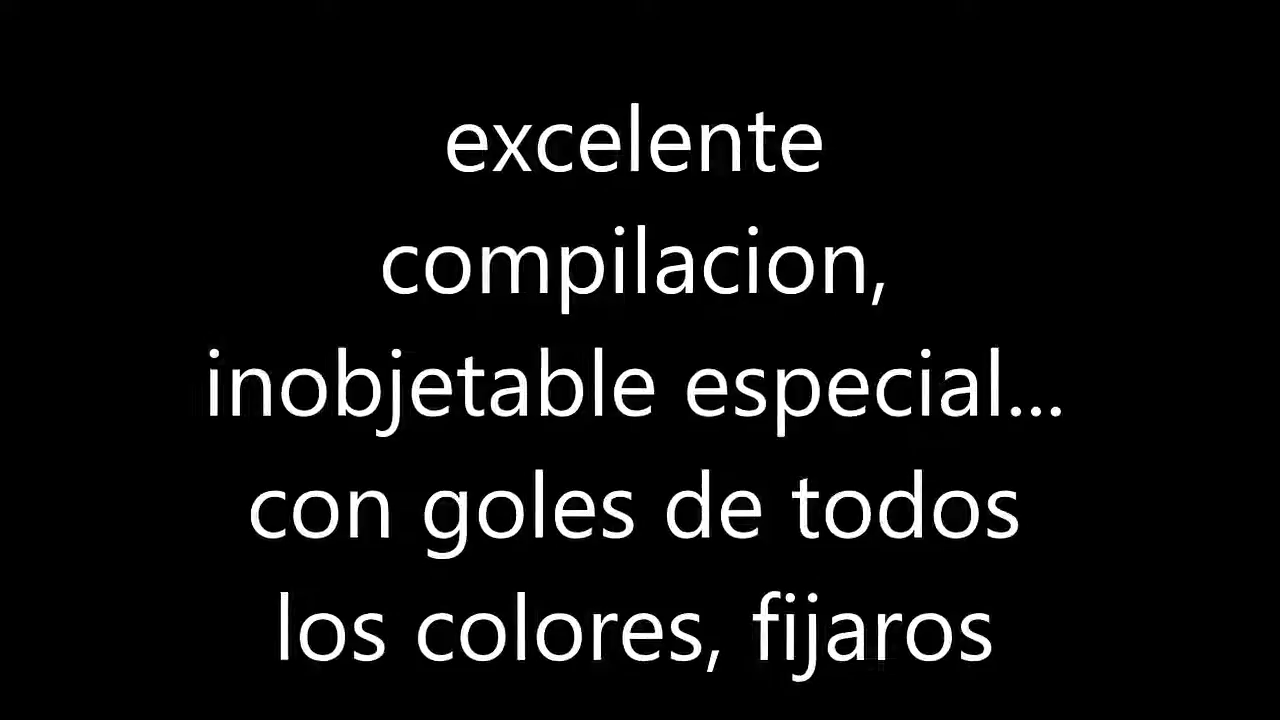 excelente
compilacion,
inobjetable especial...
con goles de todos
los colores, fijaros